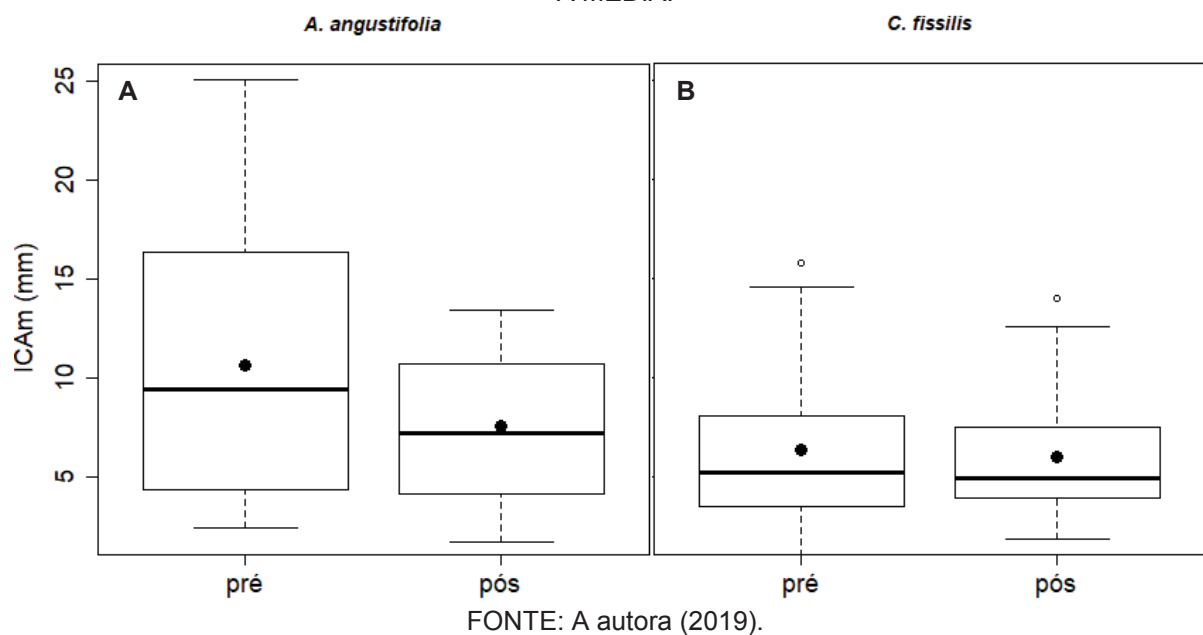 A. angustifolia
C. fissilis
A
B
ICAm (mm)
25
20
15
10
5
pré
pós
pré
pós
FONTE: A autora (2019).